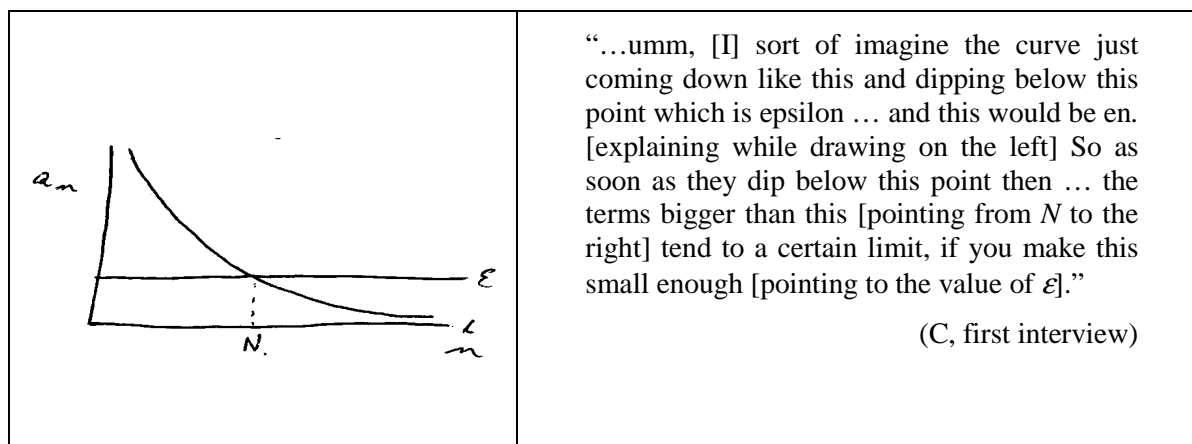 aₙ
ε
N.
n
“…umm, [I] sort of imagine the curve just
coming down like this and dipping below this
point which is epsilon … and this would be en.
[explaining while drawing on the left] So as
soon as they dip below this point then … the
terms bigger than this [pointing from N to the
right] tend to a certain limit, if you make this
small enough [pointing to the value of ε].”
(C, first interview)